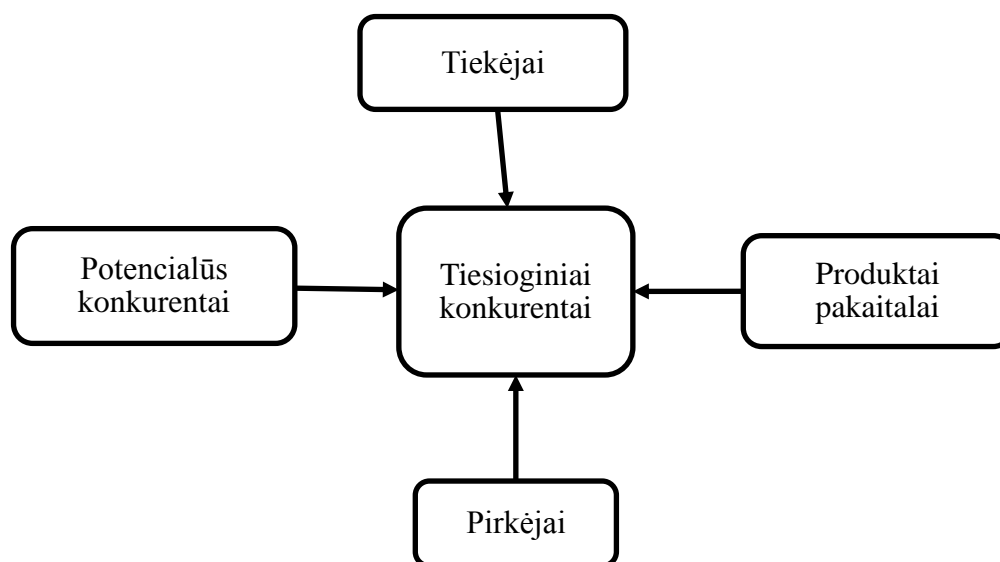 Tiekėjai
Potencialūs
konkurentai
Tiesioginiai
konkurentai
Produktai
pakaitalai
Pirkėjai